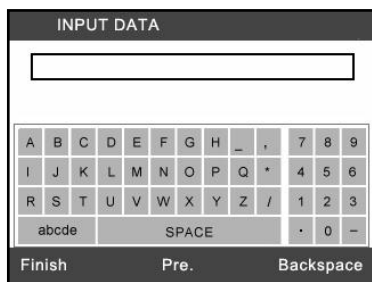 INPUT DATA
A B C D E F G H _ , 7 8 9
I J K L M N O P Q * 4 5 6
R S T U V W X Y Z / 1 2 3
abcde SPACE · 0 –
Finish Pre. Backspace